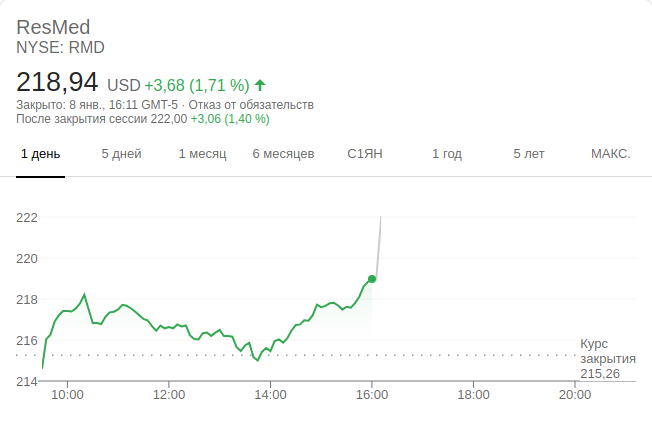 ResMed
NYSE: RMD
218,94 USD +3,68 (1,71 %)
Закрыто: 8 янв., 16:11 GMT-5 · Отказ от обязательств
После закрытия сессии 222,00 +3,06 (1,40 %)
1 день 5 дней 1 месяц 6 месяцев С1ЯН 1 год 5 лет МАКС.
222
220
218
216
214
Курс
закрытия
215,26
10:00 12:00 14:00 16:00 18:00 20:00